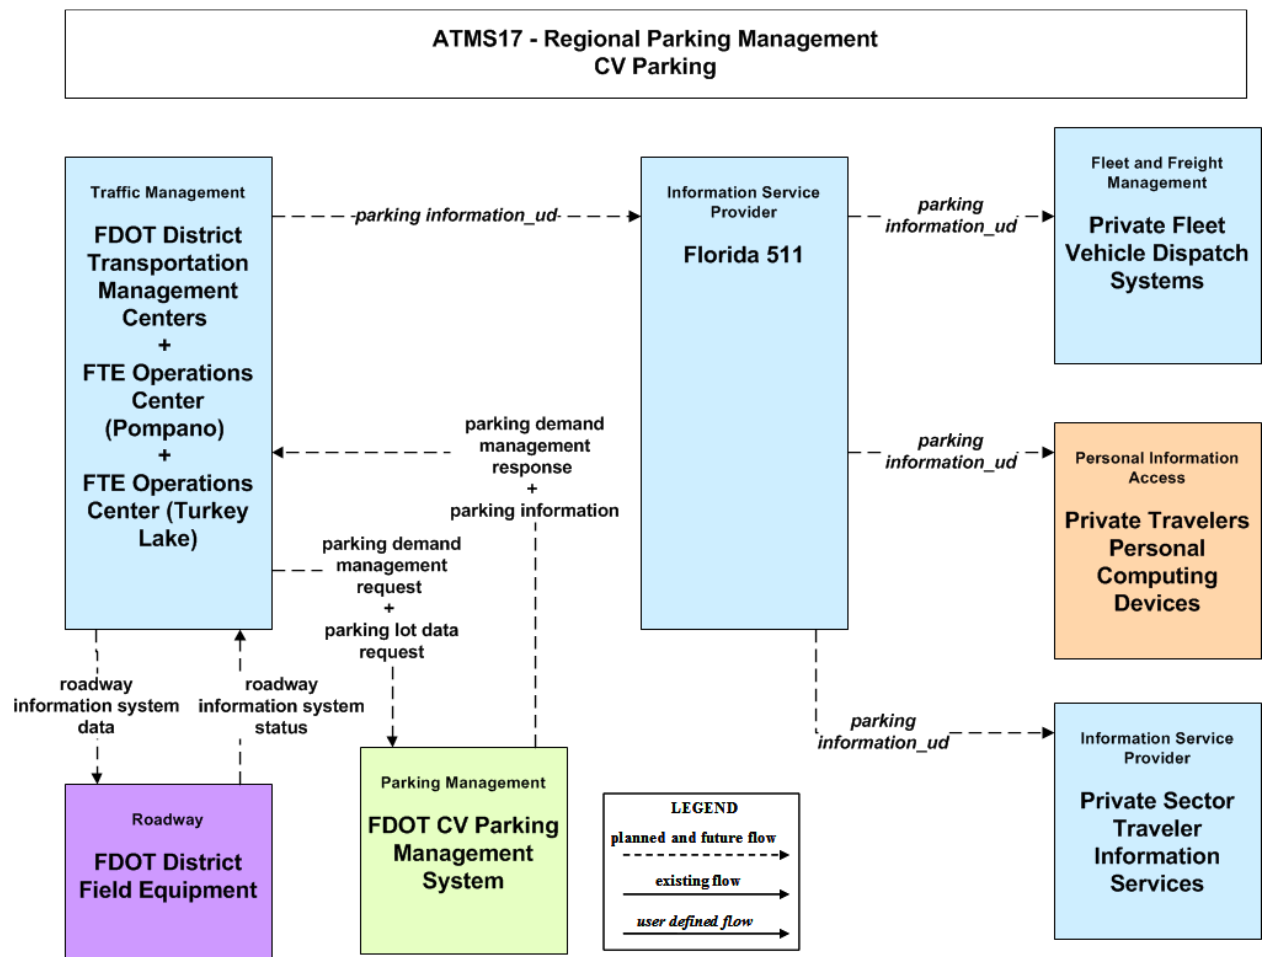 ATMS17 - Regional Parking Management
CV Parking
Traffic Management
FDOT District
Transportation
Management
Centers
+
FTE Operations
Center
(Pompano)
+
FTE Operations
Center (Turkey
Lake)
parking information_ud
Information Service
Provider
Florida 511
parking
information_ud
Fleet and Freight
Management
Private Fleet
Vehicle Dispatch
Systems
parking demand
management
response
+
parking information
parking
information_ud
Personal Information
Access
Private Travelers
Personal
Computing
Devices
parking demand
management
request
+
parking lot data
request
roadway
information system
data
roadway
information system
status
parking
information_ud
Information Service
Provider
Private Sector
Traveler
Information
Services
Roadway
FDOT District
Field Equipment
Parking Management
FDOT CV Parking
Management
System
LEGEND
planned and future flow
existing flow
user defined flow